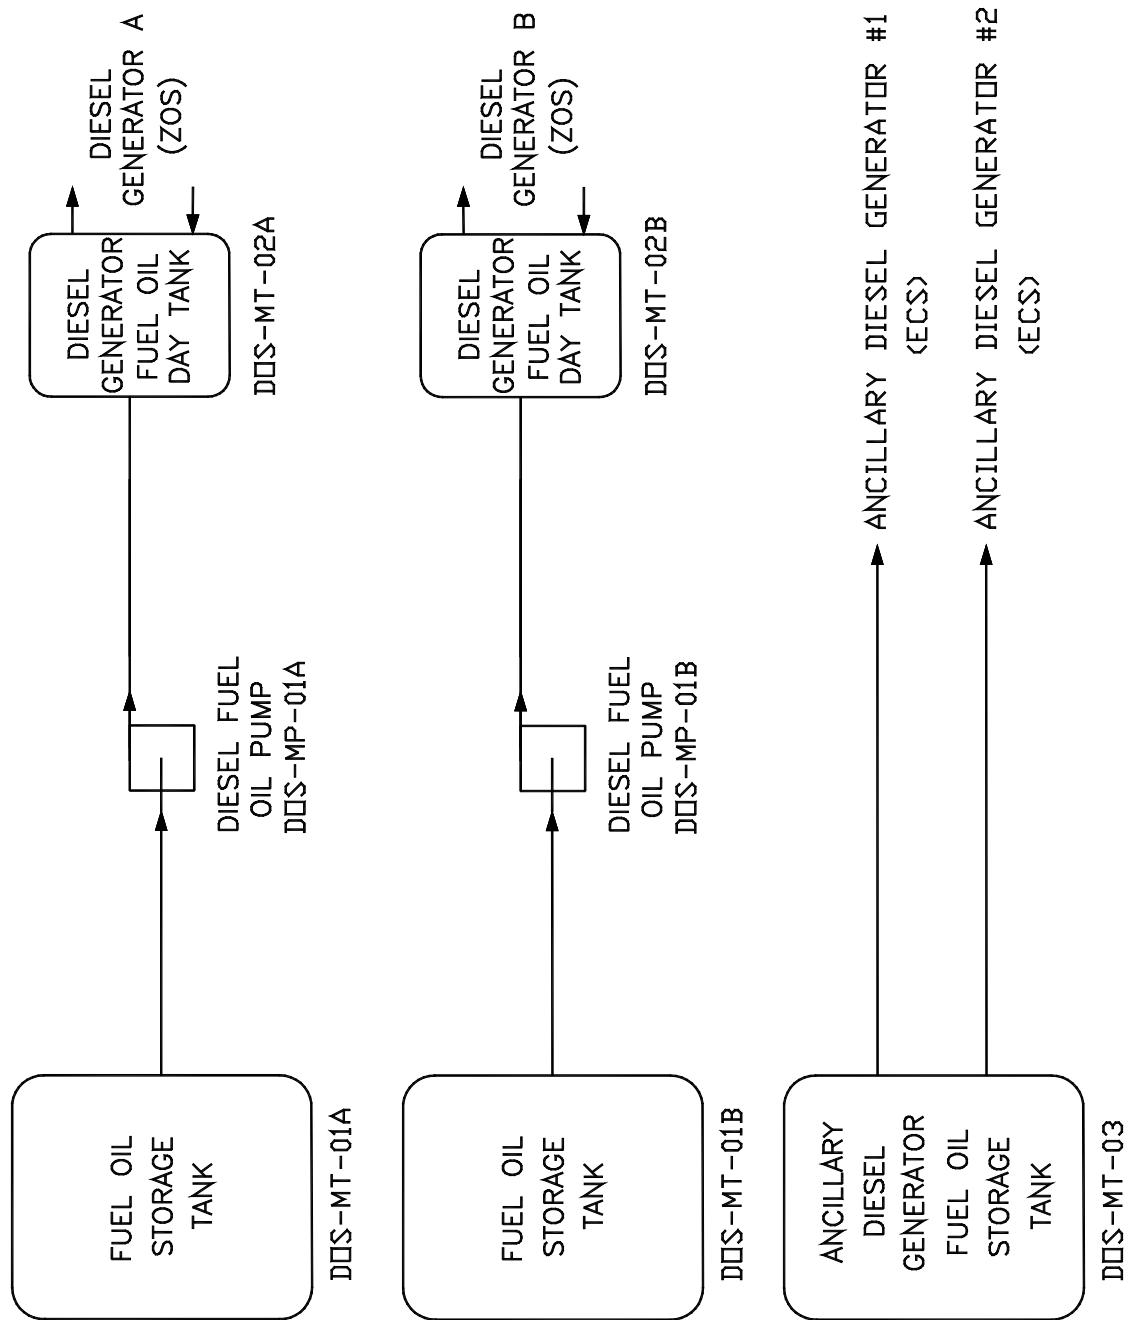 FUEL OIL
STORAGE
TANK
DOS-MT-01A
DIESEL FUEL
OIL PUMP
DOS-MP-01A
DIESEL
GENERATOR
FUEL OIL
DAY TANK
DOS-MT-02A
DIESEL
GENERATOR A
(ZOS)
FUEL OIL
STORAGE
TANK
DOS-MT-01B
DIESEL FUEL
OIL PUMP
DOS-MP-01B
DIESEL
GENERATOR
FUEL OIL
DAY TANK
DOS-MT-02B
DIESEL
GENERATOR B
(ZOS)
ANCILLARY
DIESEL
GENERATOR
FUEL OIL
STORAGE
TANK
DOS-MT-03
ANCILLARY DIESEL GENERATOR #1
(ECS)
ANCILLARY DIESEL GENERATOR #2
(ECS)